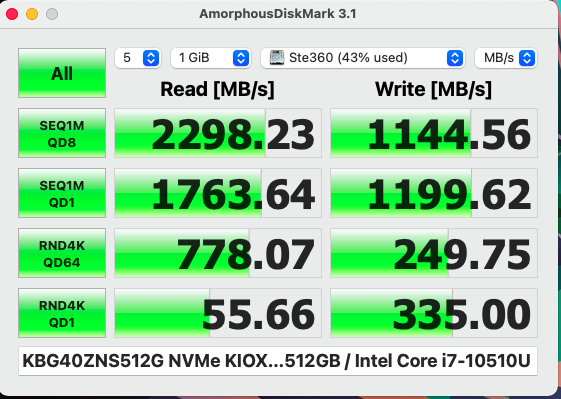 AmorphousDiskMark 3.1
All
5
1 GiB
Ste360 (43% used)
MB/s
Read [MB/s]
Write [MB/s]
SEQ1M
QD8
2298.23
1144.56
SEQ1M
QD1
1763.64
1199.62
RND4K
QD64
778.07
249.75
RND4K
QD1
55.66
335.00
KBG40ZNS512G NVMe KIOX...512GB / Intel Core i7-10510U